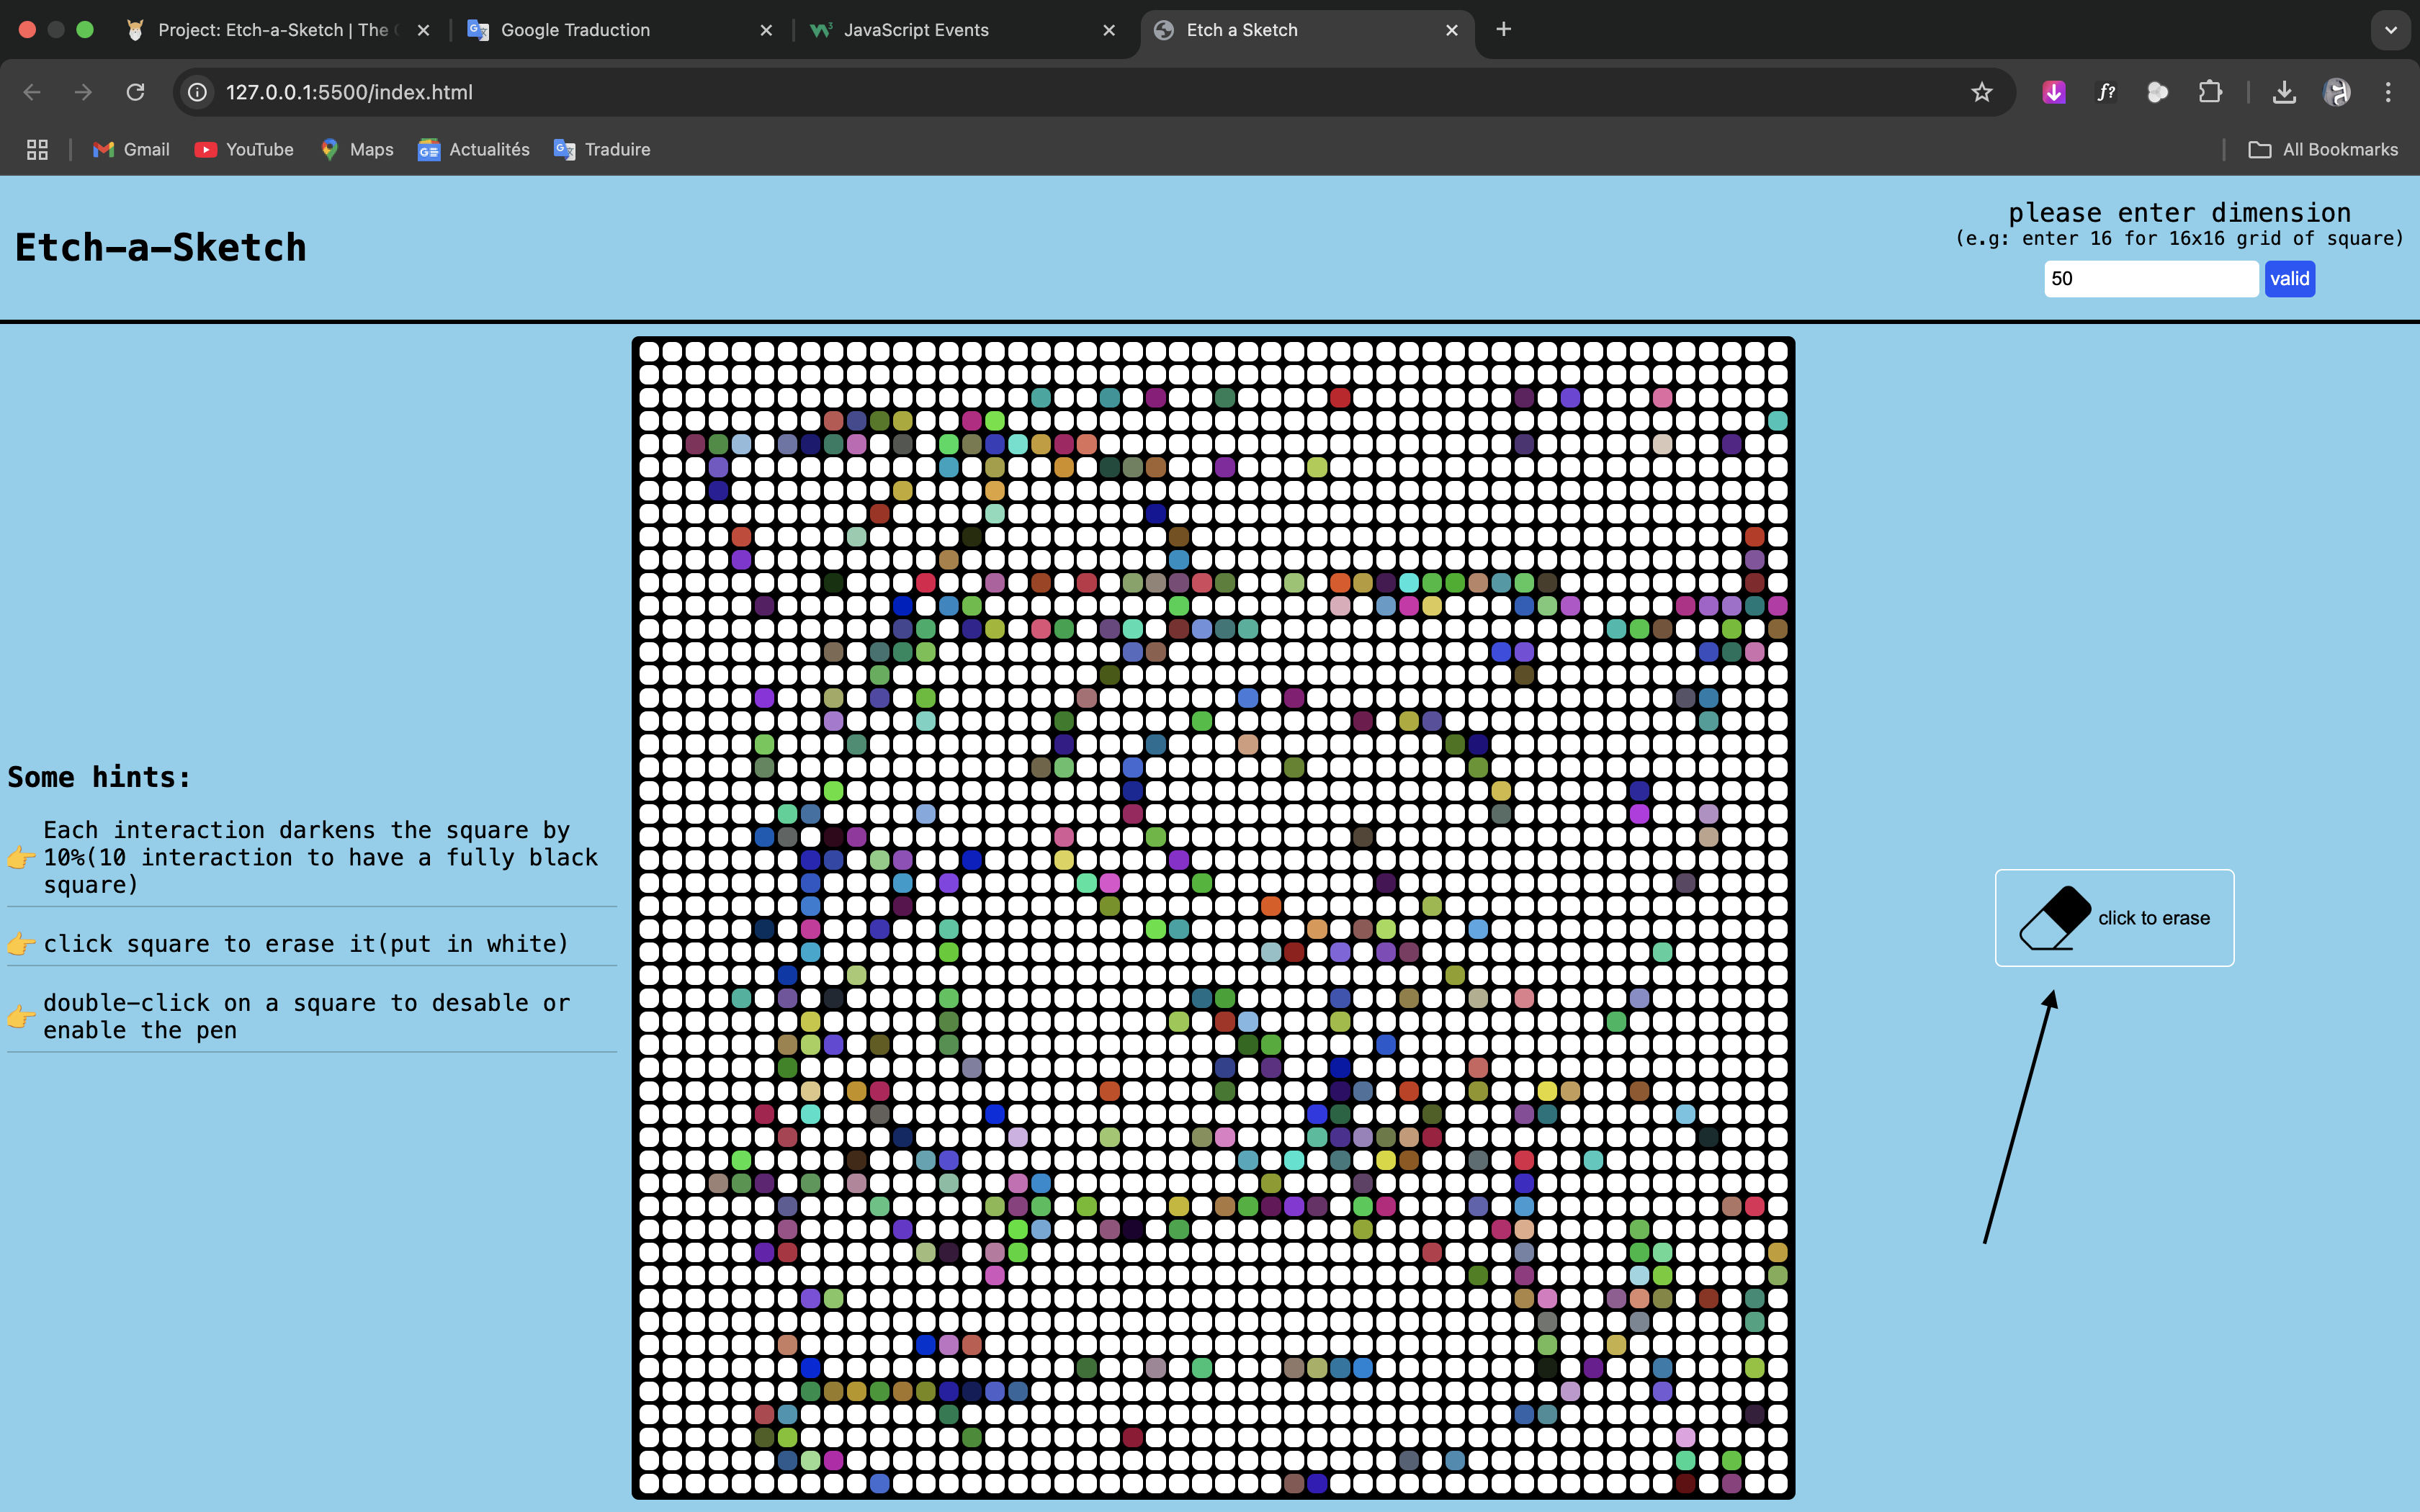 Project: Etch-a-Sketch | The
Google Traduction
JavaScript Events
Etch a Sketch
127.0.0.1:5500/index.html
f?
Gmail
YouTube
Maps
Actualités
Traduire
All Bookmarks
Etch-a-Sketch
please enter dimension
(e.g: enter 16 for 16x16 grid of square)
50
valid
Some hints:
Each interaction darkens the square by
👉 10%(10 interaction to have a fully black
square)
👉 click square to erase it(put in white)
double-click on a square to desable or
👉 enable the pen
click to erase